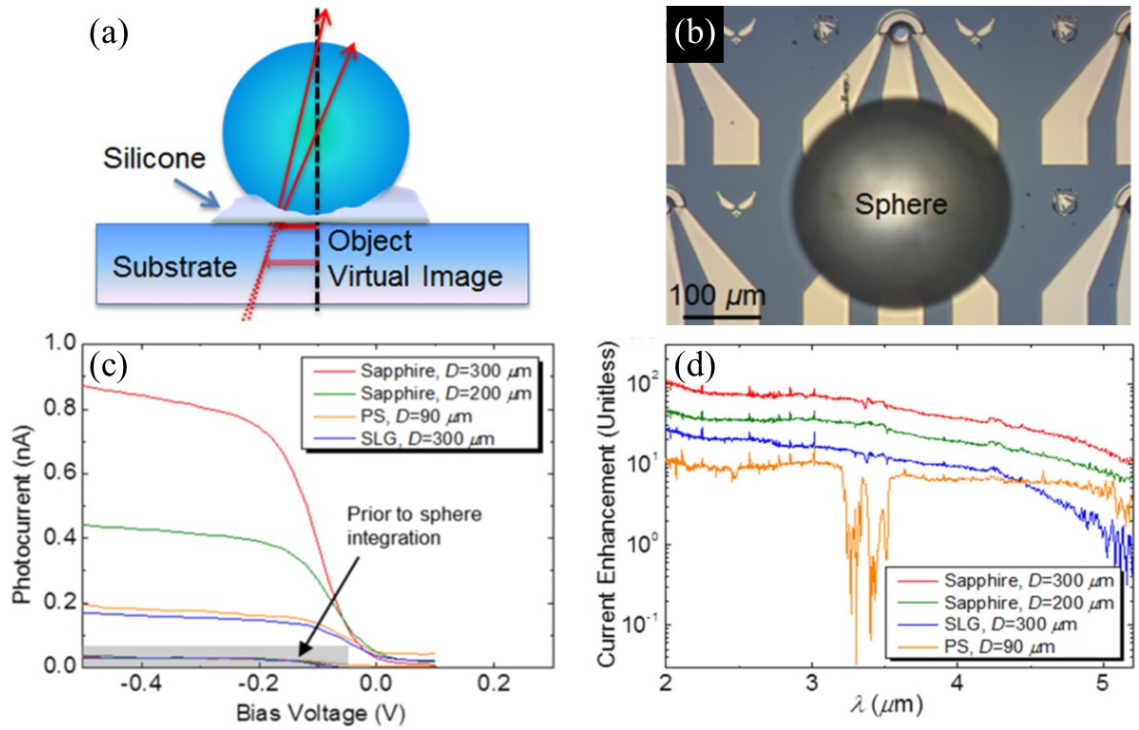 (a)
Silicone
Substrate
Object
Virtual Image
(b)
Sphere
100 μm
(c)
Photocurrent (nA)
1.0
0.8
0.6
0.4
0.2
0.0
-0.4
-0.2
0.0
0.2
Bias Voltage (V)
Sapphire, D=300 μm
Sapphire, D=200 μm
PS, D=90 μm
SLG, D=300 μm
Prior to sphere
integration
(d)
Current Enhancement (Unitless)
10²
10¹
10⁰
10⁻¹
2
3
4
5
λ (μm)
Sapphire, D=300 μm
Sapphire, D=200 μm
SLG, D=300 μm
PS, D=90 μm